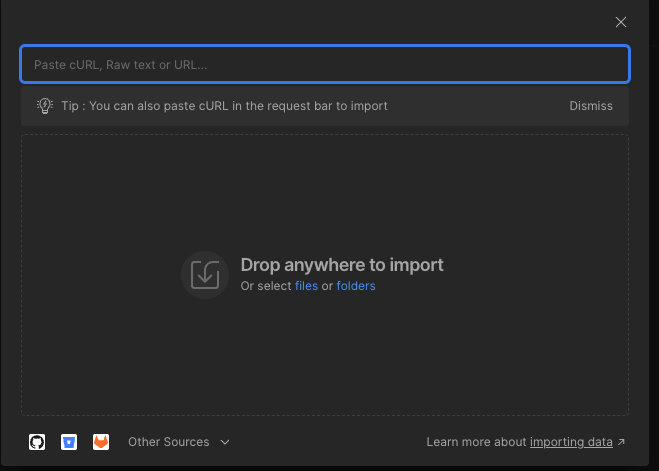 Paste cURL, Raw text or URL...
Tip : You can also paste cURL in the request bar to import
Dismiss
Drop anywhere to import
Or select files or folders
Other Sources
Learn more about importing data ↗